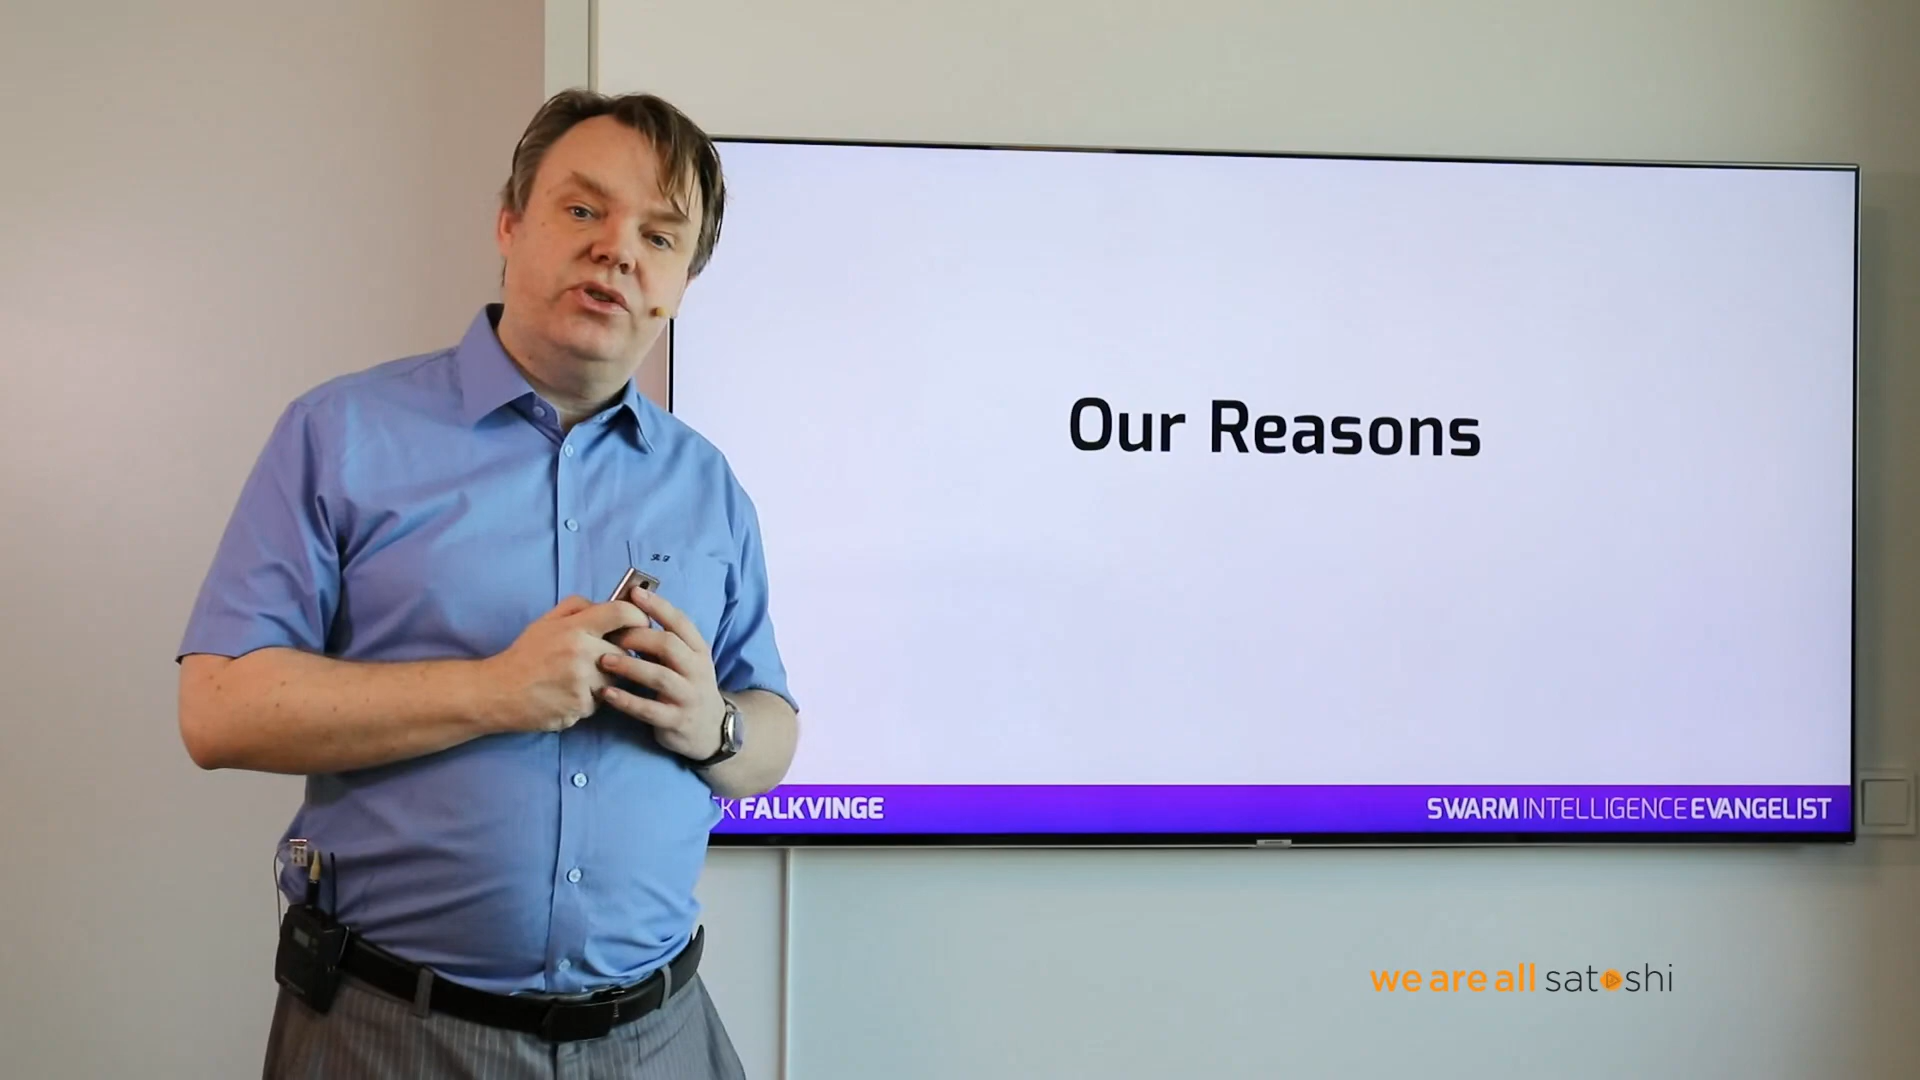 Our Reasons
K FALKVINGE
SWARM INTELLIGENCE EVANGELIST
we are all satoshi